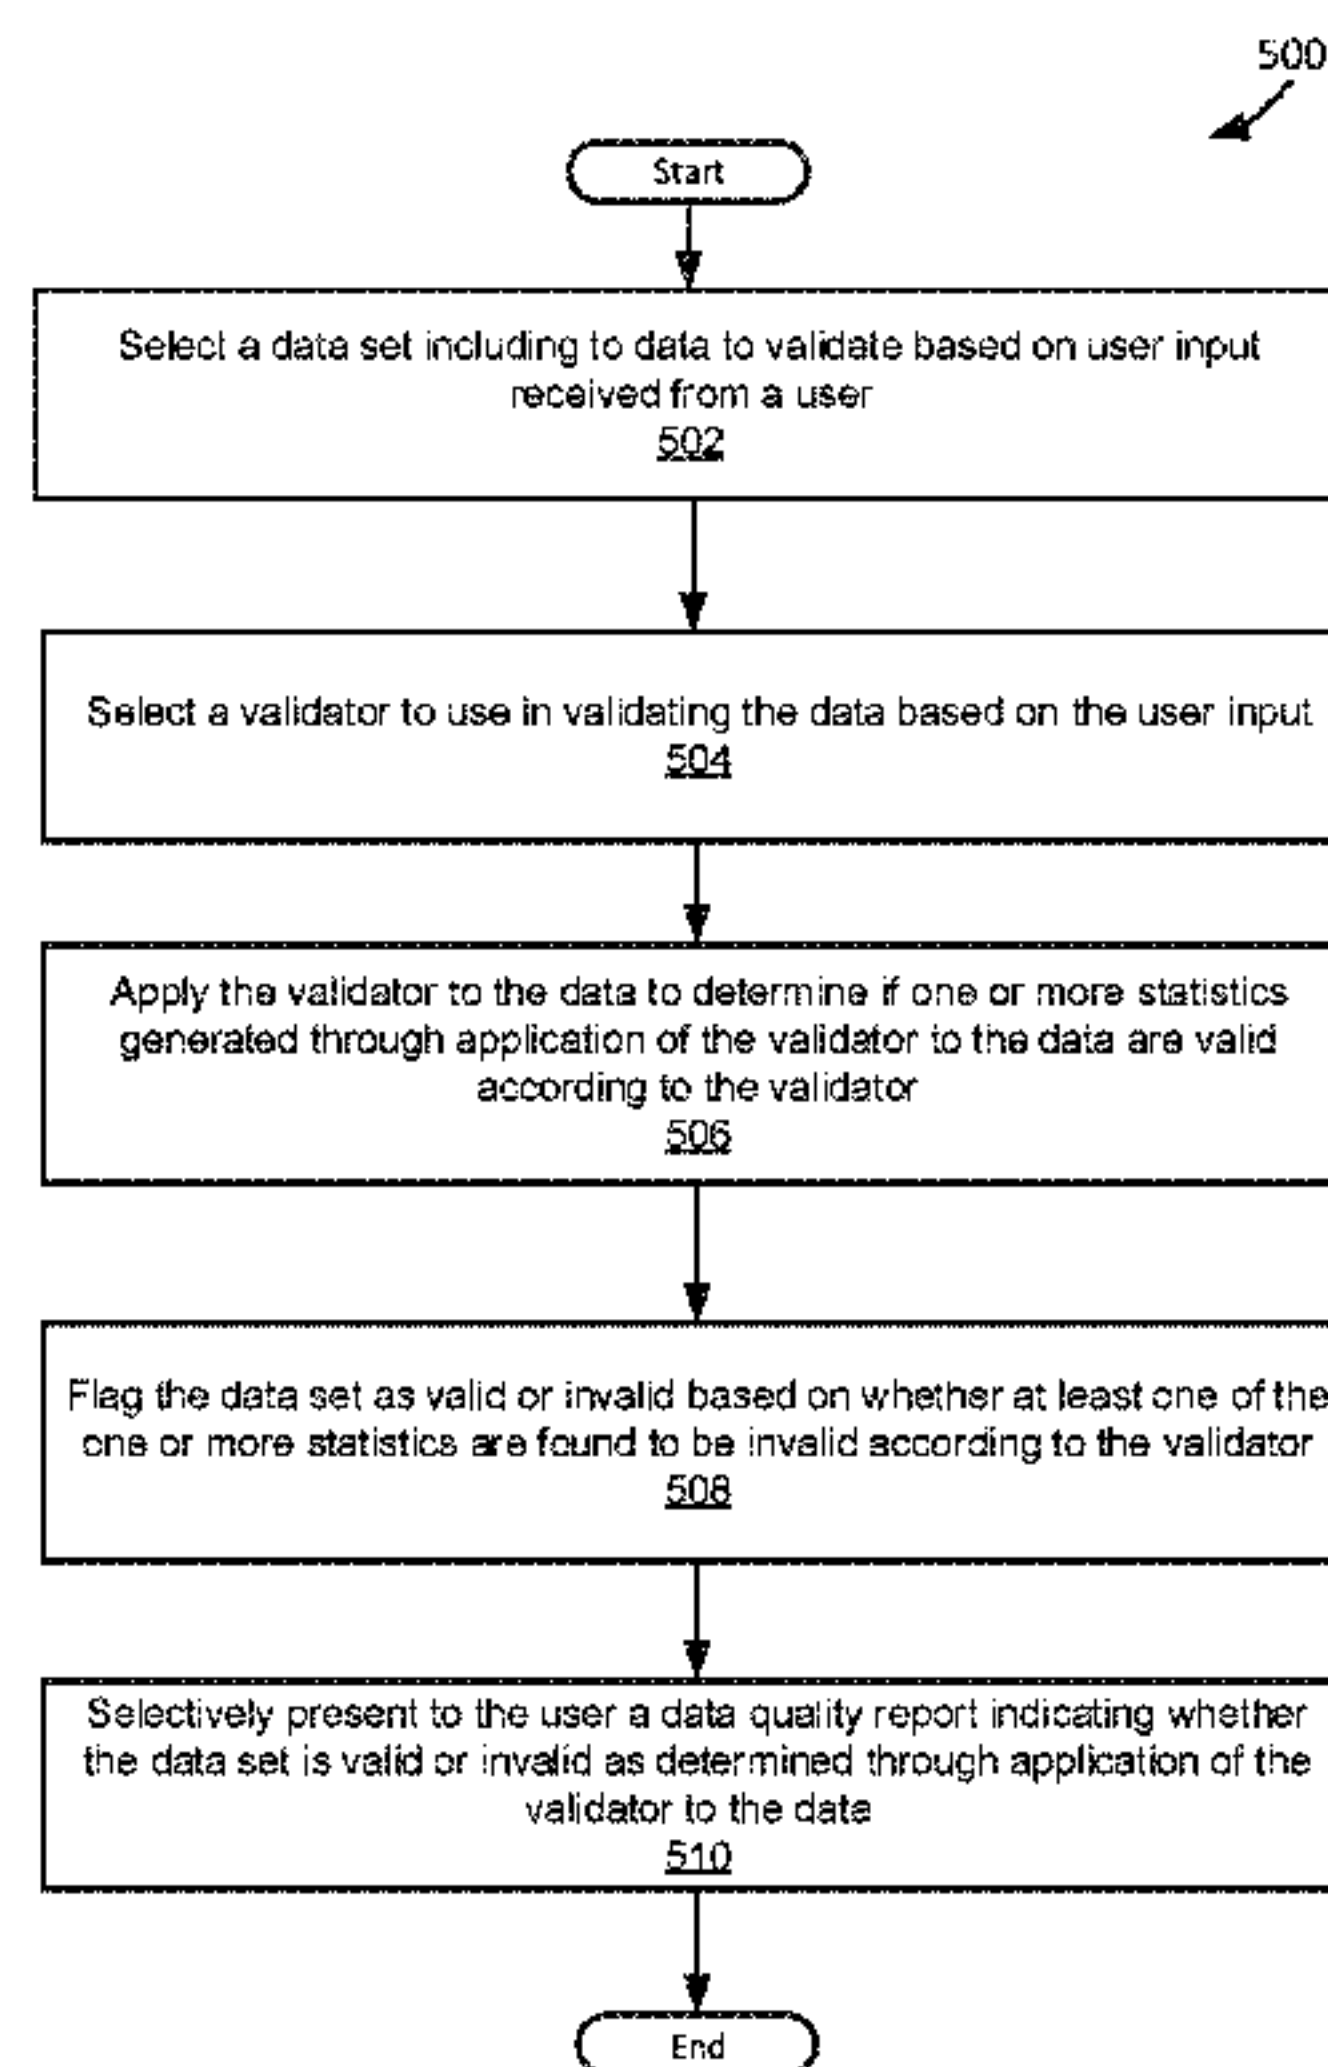 500
Start
Select a data set including to data to validate based on user input
received from a user
502
Select a validator to use in validating the data based on the user input
504
Apply the validator to the data to determine if one or more statistics
generated through application of the validator to the data are valid
according to the validator
506
Flag the data set as valid or invalid based on whether at least one of the
one or more statistics are found to be invalid according to the validator
508
Selectively present to the user a data quality report indicating whether
the data set is valid or invalid as determined through application of the
validator to the data
510
End